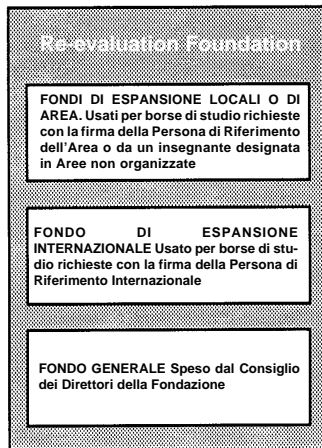 Re-evaluation Foundation
FONDI DI ESPANSIONE LOCALI O DI
AREA. Usati per borse di studio richieste
con la firma della Persona di Riferimento
dell'Area o da un insegnante designata
in Aree non organizzate
FONDO DI ESPANSIONE
INTERNAZIONALE Usato per borse di stu-
dio richieste con la firma della Persona di
Riferimento Internazionale
FONDO GENERALE Speso dal Consiglio
dei Direttori della Fondazione